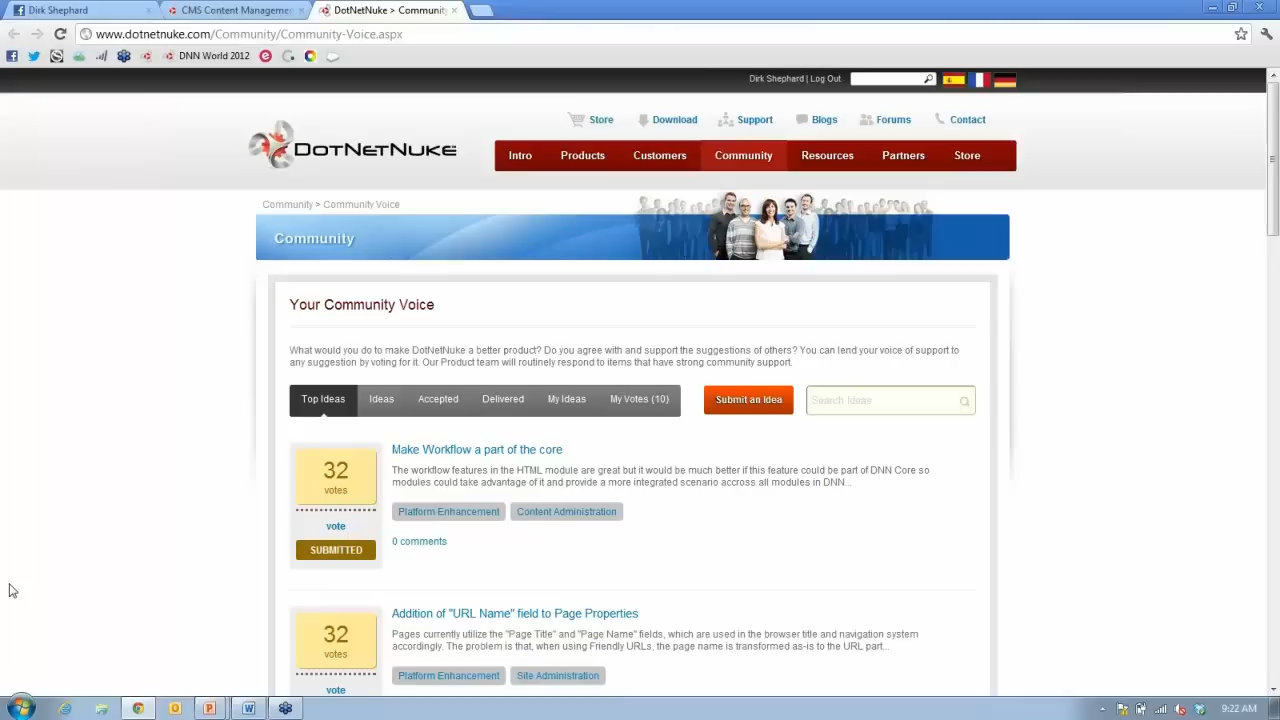 Dirk Shephard
CMS Content Managemen
DotNetNuke > Communit
www.dotnetnuke.com/Community/Community-Voice.aspx
DNN World 2012
Dirk Shephard | Log Out
Store
Download
Support
Blogs
Forums
Contact
DOTNETNUKE
Intro
Products
Customers
Community
Resources
Partners
Store
Community > Community Voice
Community
Your Community Voice
What would you do to make DotNetNuke a better product? Do you agree with and support the suggestions of others? You can lend your voice of support to
any suggestion by voting for it. Our Product team will routinely respond to items that have strong community support.
Top Ideas
Ideas
Accepted
Delivered
My Ideas
My Votes (10)
Submit an Idea
Search Ideas
32
votes
vote
SUBMITTED
Make Workflow a part of the core
The workflow features in the HTML module are great but it would be much better if this feature could be part of DNN Core so
modules could take advantage of it and provide a more integrated scenario accross all modules in DNN...
Platform Enhancement
Content Administration
0 comments
32
votes
vote
Addition of "URL Name" field to Page Properties
Pages currently utilize the "Page Title" and "Page Name" fields, which are used in the browser title and navigation system
accordingly. The problem is that, when using Friendly URLs, the page name is transformed as-is to the URL part...
Platform Enhancement
Site Administration
9:22 AM